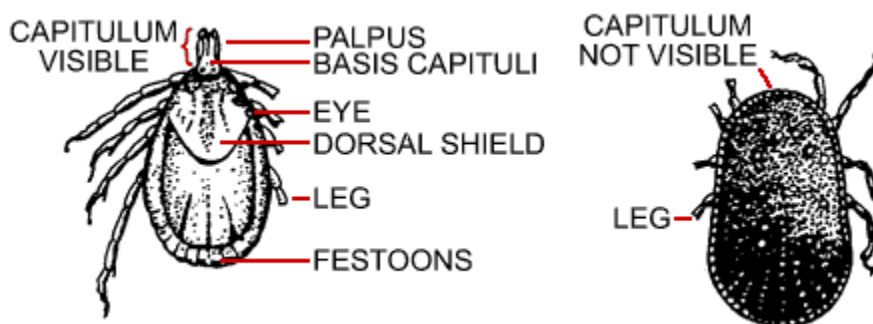 CAPITULUM
VISIBLE
PALPUS
BASIS CAPITULI
EYE
DORSAL SHIELD
LEG
FESTOONS
CAPITULUM
NOT VISIBLE
LEG